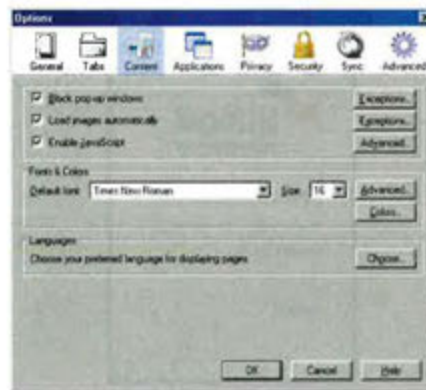 Options
General Tabs Content Applications Privacy Security Sync Advanced
Block pop-up windows Exceptions...
Load images automatically Exceptions...
Enable JavaScript Advanced...
Fonts & Colors
Default font: Times New Roman Size: 16 Advanced...
Colors...
Languages
Choose your preferred language for displaying pages Choose...
OK Cancel Help